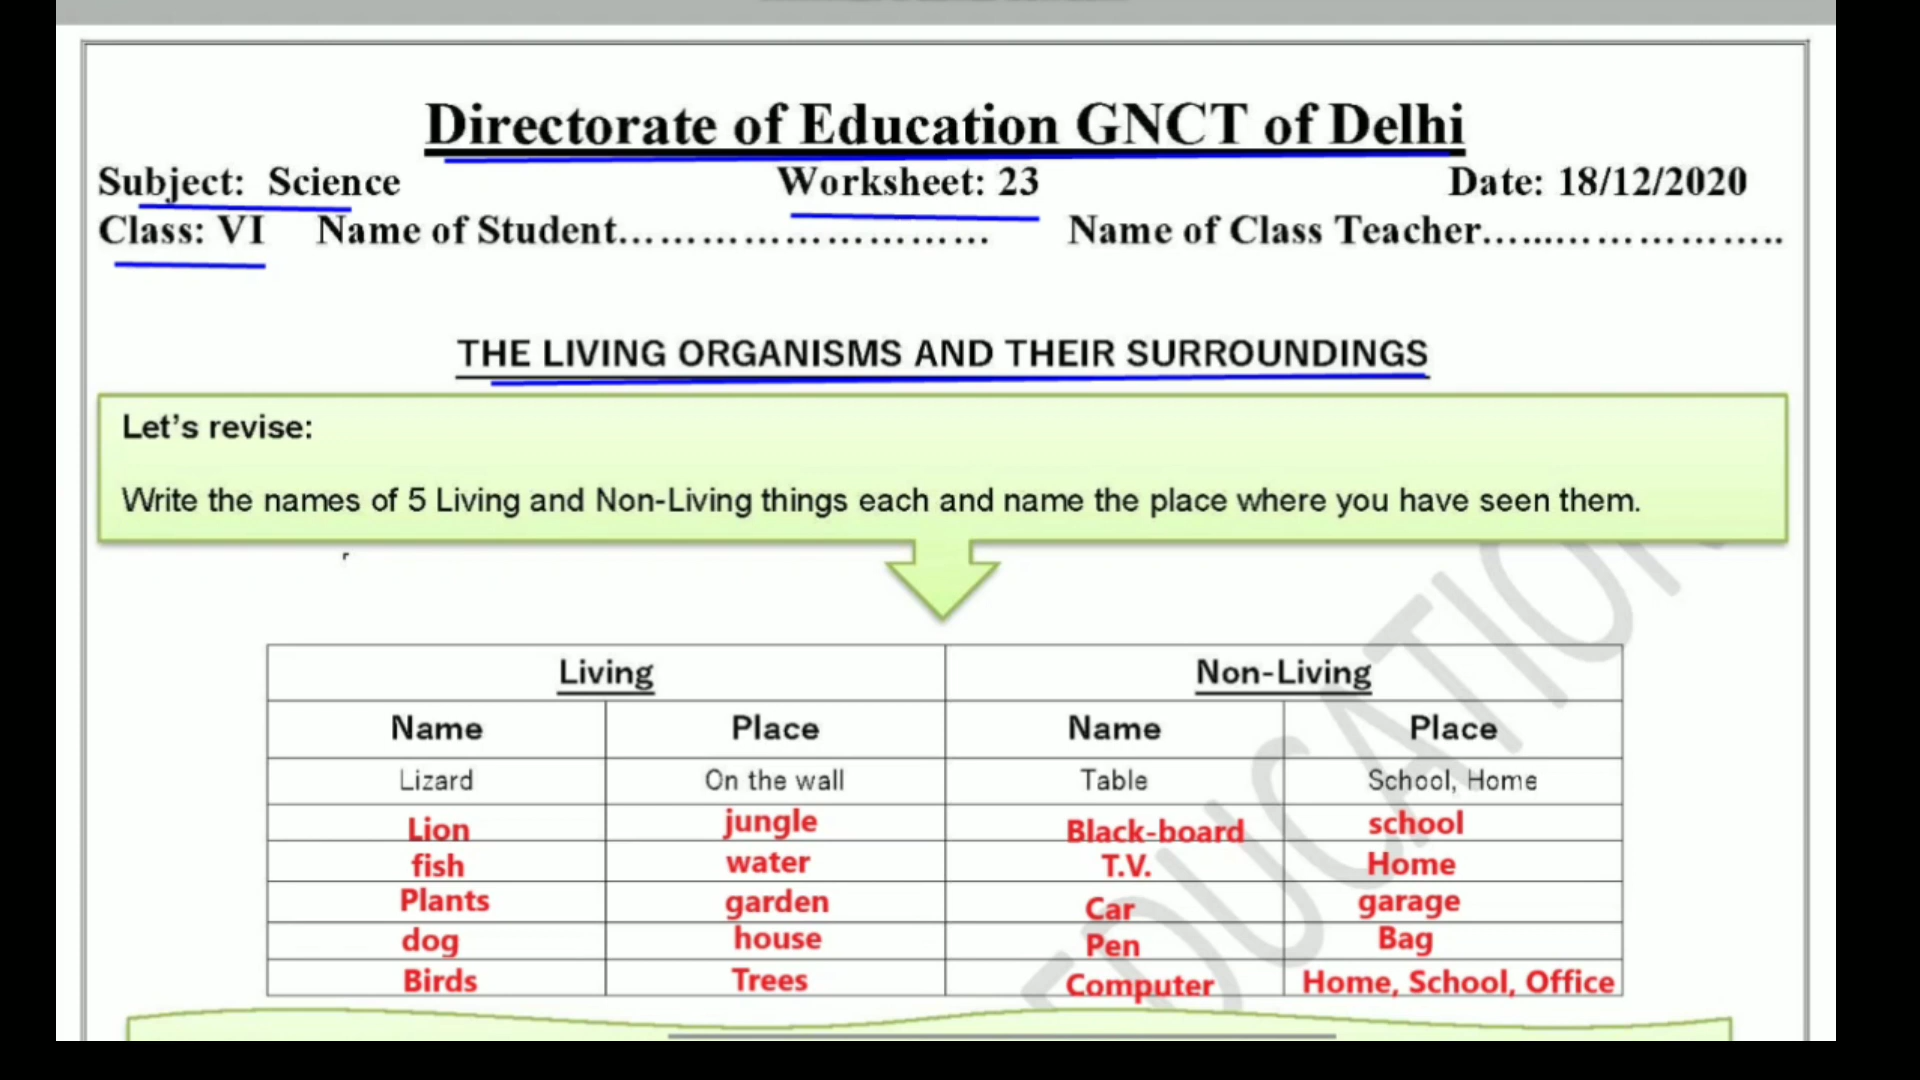 Directorate of Education GNCT of Delhi
Subject: Science Worksheet: 23 Date: 18/12/2020
Class: VI Name of Student……………………… Name of Class Teacher…...……………..
THE LIVING ORGANISMS AND THEIR SURROUNDINGS
Let’s revise:
Write the names of 5 Living and Non-Living things each and name the place where you have seen them.
Living Non-Living
Name Place Name Place
Lizard On the wall Table School, Home
Lion jungle Black-board school
fish water T.V. Home
Plants garden Car garage
dog house Pen Bag
Birds Trees Computer Home, School, Office
EDUCATION